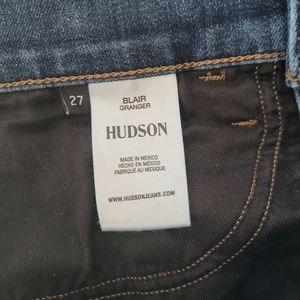 27
BLAIR
GRANGER
HUDSON
MADE IN MEXICO
HECHO EN MÉXICO
FABRIQUÉ AU MEXIQUE
WWW.HUDSONJEANS.COM